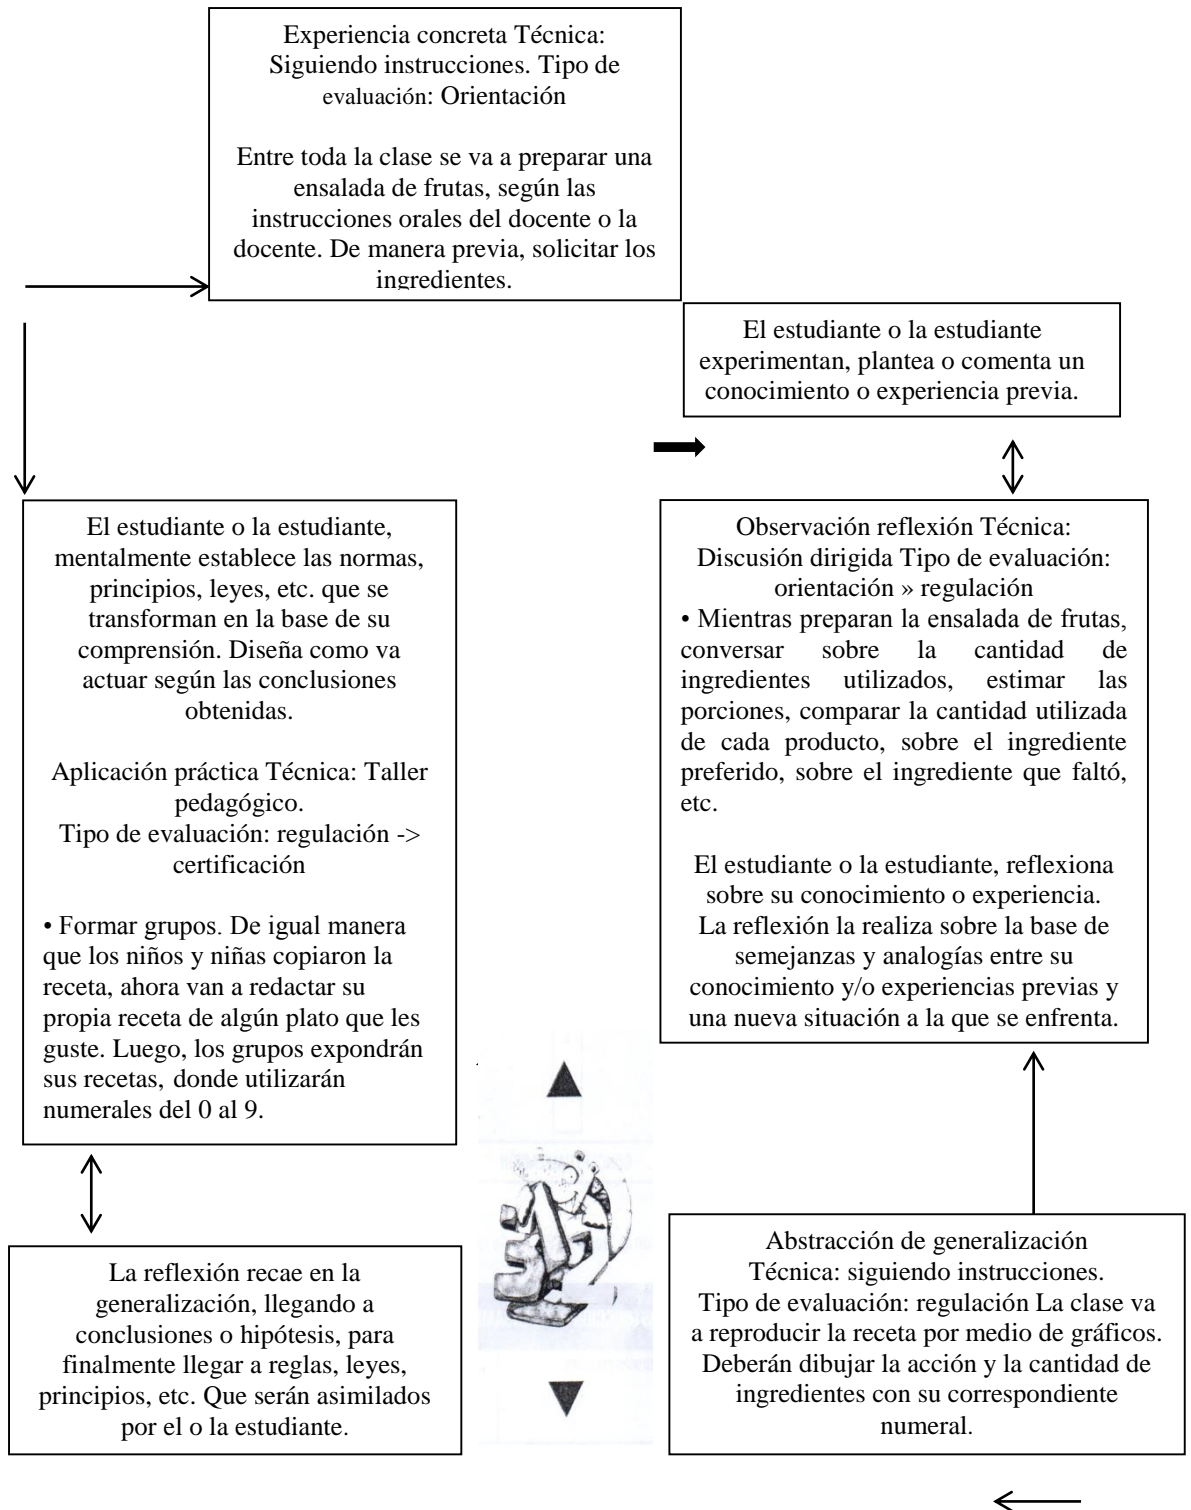 Experiencia concreta Técnica:
Siguiendo instrucciones. Tipo de
evaluación: Orientación
Entre toda la clase se va a preparar una
ensalada de frutas, según las
instrucciones orales del docente o la
docente. De manera previa, solicitar los
ingredientes.
El estudiante o la estudiante
experimentan, plantea o comenta un
conocimiento o experiencia previa.
El estudiante o la estudiante,
mentalmente establece las normas,
principios, leyes, etc. que se
transforman en la base de su
comprensión. Diseña como va
actuar según las conclusiones
obtenidas.
Aplicación práctica Técnica: Taller
pedagógico.
Tipo de evaluación: regulación ->
certificación
• Formar grupos. De igual manera
que los niños y niñas copiaron la
receta, ahora van a redactar su
propia receta de algún plato que les
guste. Luego, los grupos expondrán
sus recetas, donde utilizarán
numerales del 0 al 9.
Observación reflexión Técnica:
Discusión dirigida Tipo de evaluación:
orientación » regulación
• Mientras preparan la ensalada de frutas,
conversar sobre la cantidad de
ingredientes utilizados, estimar las
porciones, comparar la cantidad utilizada
de cada producto, sobre el ingrediente
preferido, sobre el ingrediente que faltó,
etc.
El estudiante o la estudiante, reflexiona
sobre su conocimiento o experiencia.
La reflexión la realiza sobre la base de
semejanzas y analogías entre su
conocimiento y/o experiencias previas y
una nueva situación a la que se enfrenta.
La reflexión recae en la
generalización, llegando a
conclusiones o hipótesis, para
finalmente llegar a reglas, leyes,
principios, etc. Que serán asimilados
por el o la estudiante.
Abstracción de generalización
Técnica: siguiendo instrucciones.
Tipo de evaluación: regulación La clase va
a reproducir la receta por medio de gráficos.
Deberán dibujar la acción y la cantidad de
ingredientes con su correspondiente
numeral.